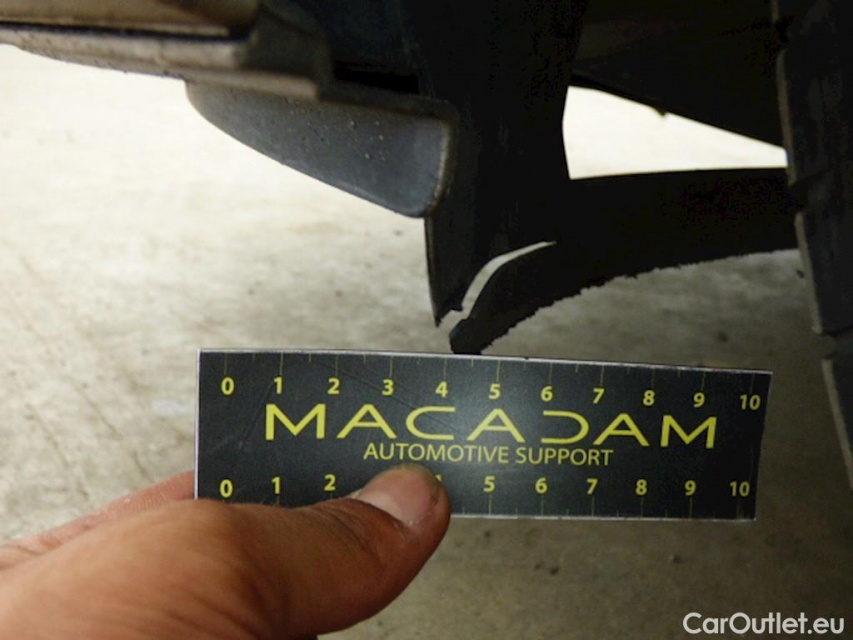 0 1 2 3 4 5 6 7 8 9 10
MACADAM
AUTOMOTIVE SUPPORT
0 1 2 5 6 7 8 9 10
CarOutlet.eu